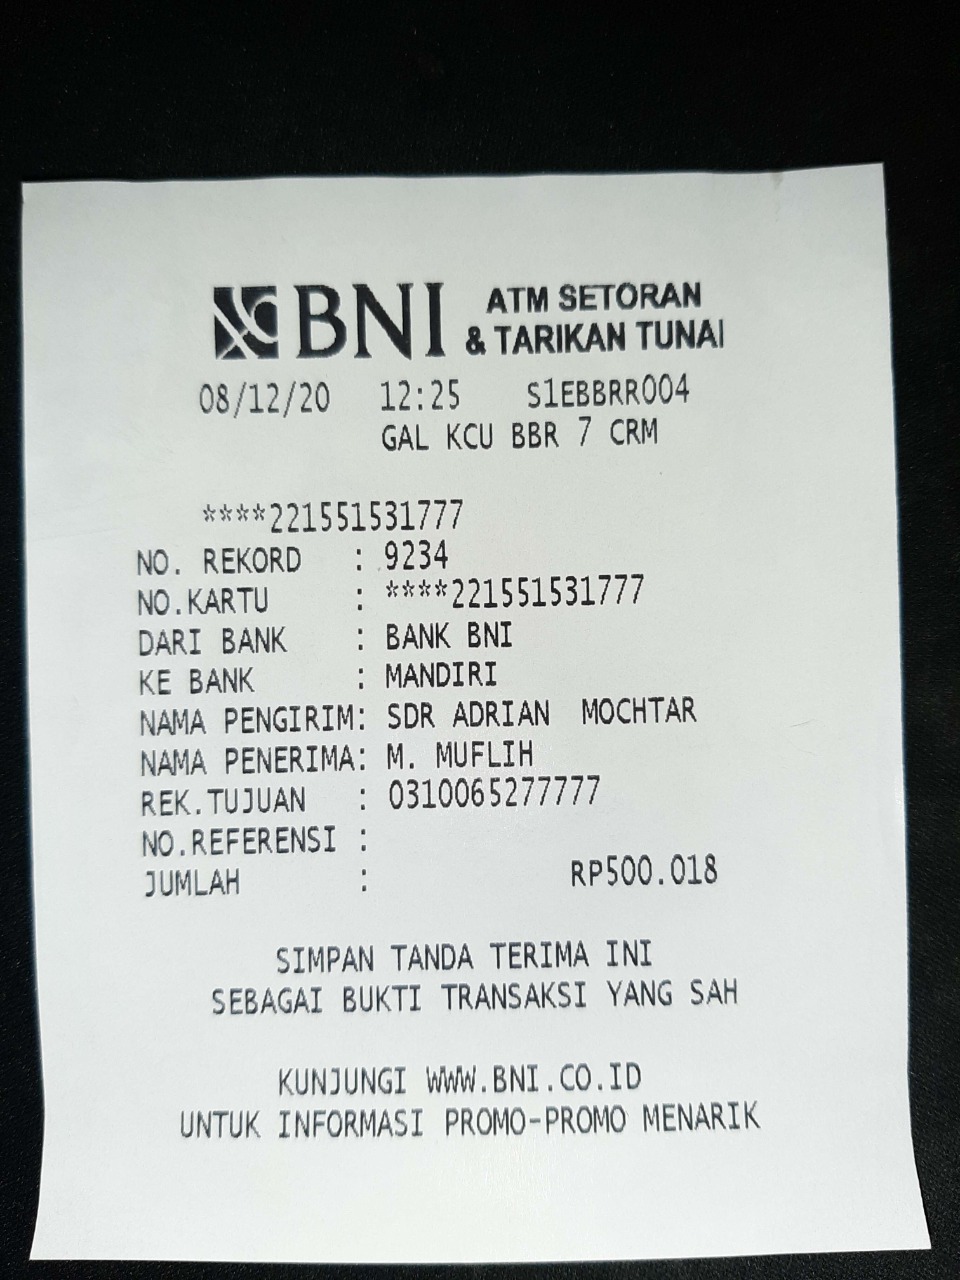 BNI ATM SETORAN
& TARIKAN TUNAI
08/12/20 12:25 S1EBBRR004
GAL KCU BBR 7 CRM
****221551531777
NO. REKORD : 9234
NO.KARTU : ****221551531777
DARI BANK : BANK BNI
KE BANK : MANDIRI
NAMA PENGIRIM: SDR ADRIAN MOCHTAR
NAMA PENERIMA: M. MUFLIH
REK.TUJUAN : 0310065277777
NO.REFERENSI :
JUMLAH : RP500.018
SIMPAN TANDA TERIMA INI
SEBAGAI BUKTI TRANSAKSI YANG SAH
KUNJUNGI WWW.BNI.CO.ID
UNTUK INFORMASI PROMO-PROMO MENARIK